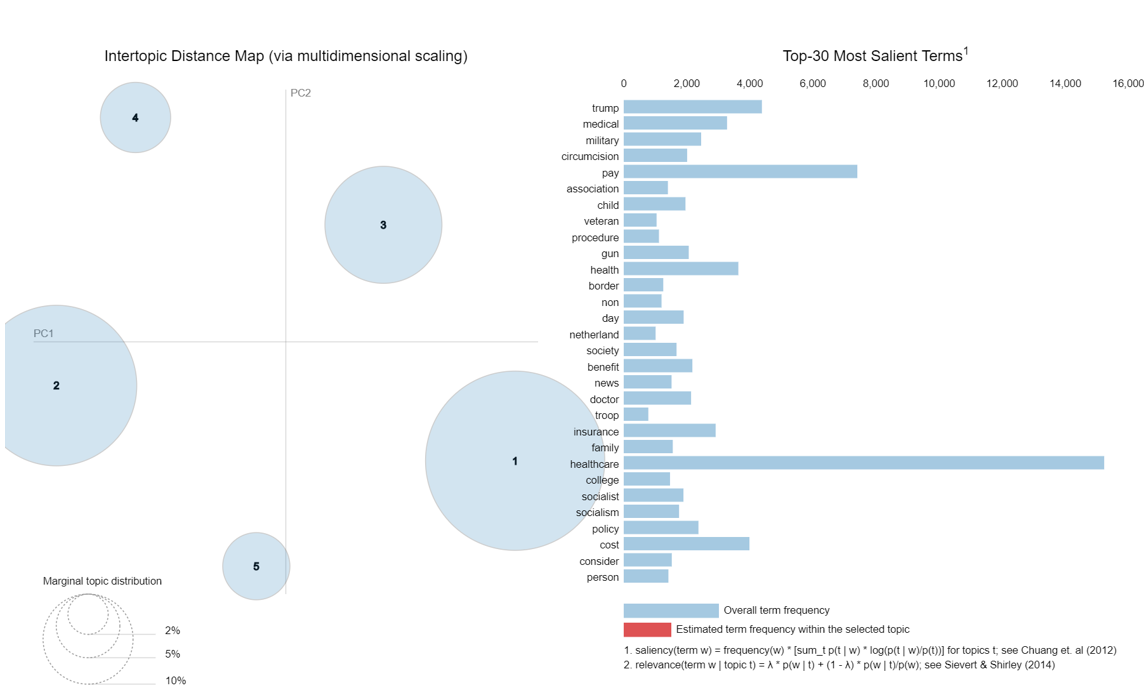 Intertopic Distance Map (via multidimensional scaling)
PC2
4
3
PC1
2
1
5
Marginal topic distribution
2%
5%
10%
Top-30 Most Salient Terms1
0 2,000 4,000 6,000 8,000 10,000 12,000 14,000 16,000
trump
medical
military
circumcision
pay
association
child
veteran
procedure
gun
health
border
non
day
netherland
society
benefit
news
doctor
troop
insurance
family
healthcare
college
socialist
socialism
policy
cost
consider
person
Overall term frequency
Estimated term frequency within the selected topic
1. saliency(term w) = frequency(w) * [sum_t p(t | w) * log(p(t | w)/p(t))] for topics t; see Chuang et. al (2012)
2. relevance(term w | topic t) = λ * p(w | t) + (1 - λ) * p(w | t)/p(w); see Sievert & Shirley (2014)